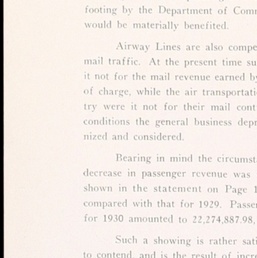 footing by the Department of Com
would be materially benefited.
Airway Lines are also compe
mail traffic. At the present time su
it not for the mail revenue earned by
of charge, while the air transportati
try were it not for their mail cont
conditions the general business depr
nized and considered.
Bearing in mind the circumst
decrease in passenger revenue was
shown in the statement on Page 1
compared with that for 1929. Passe
for 1930 amounted to 22,274,887.98,
Such a showing is rather sati
to contend, and is the result of incre